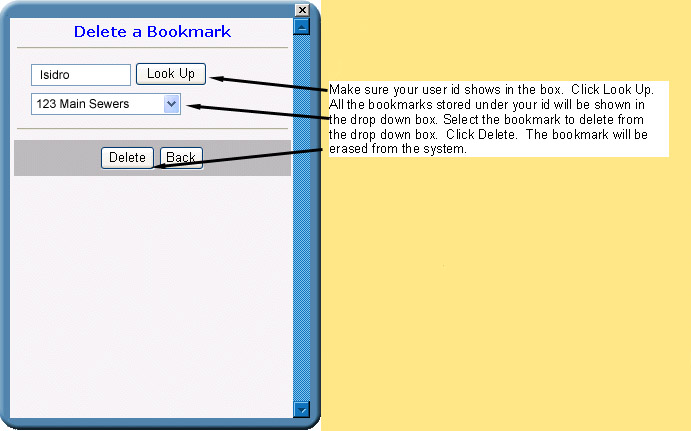 Delete a Bookmark
Isidro
Look Up
123 Main Sewers
Delete Back
Make sure your user id shows in the box.  Click Look Up.
All the bookmarks stored under your id will be shown in
the drop down box. Select the bookmark to delete from
the drop down box.  Click Delete.  The bookmark will be
erased from the system.